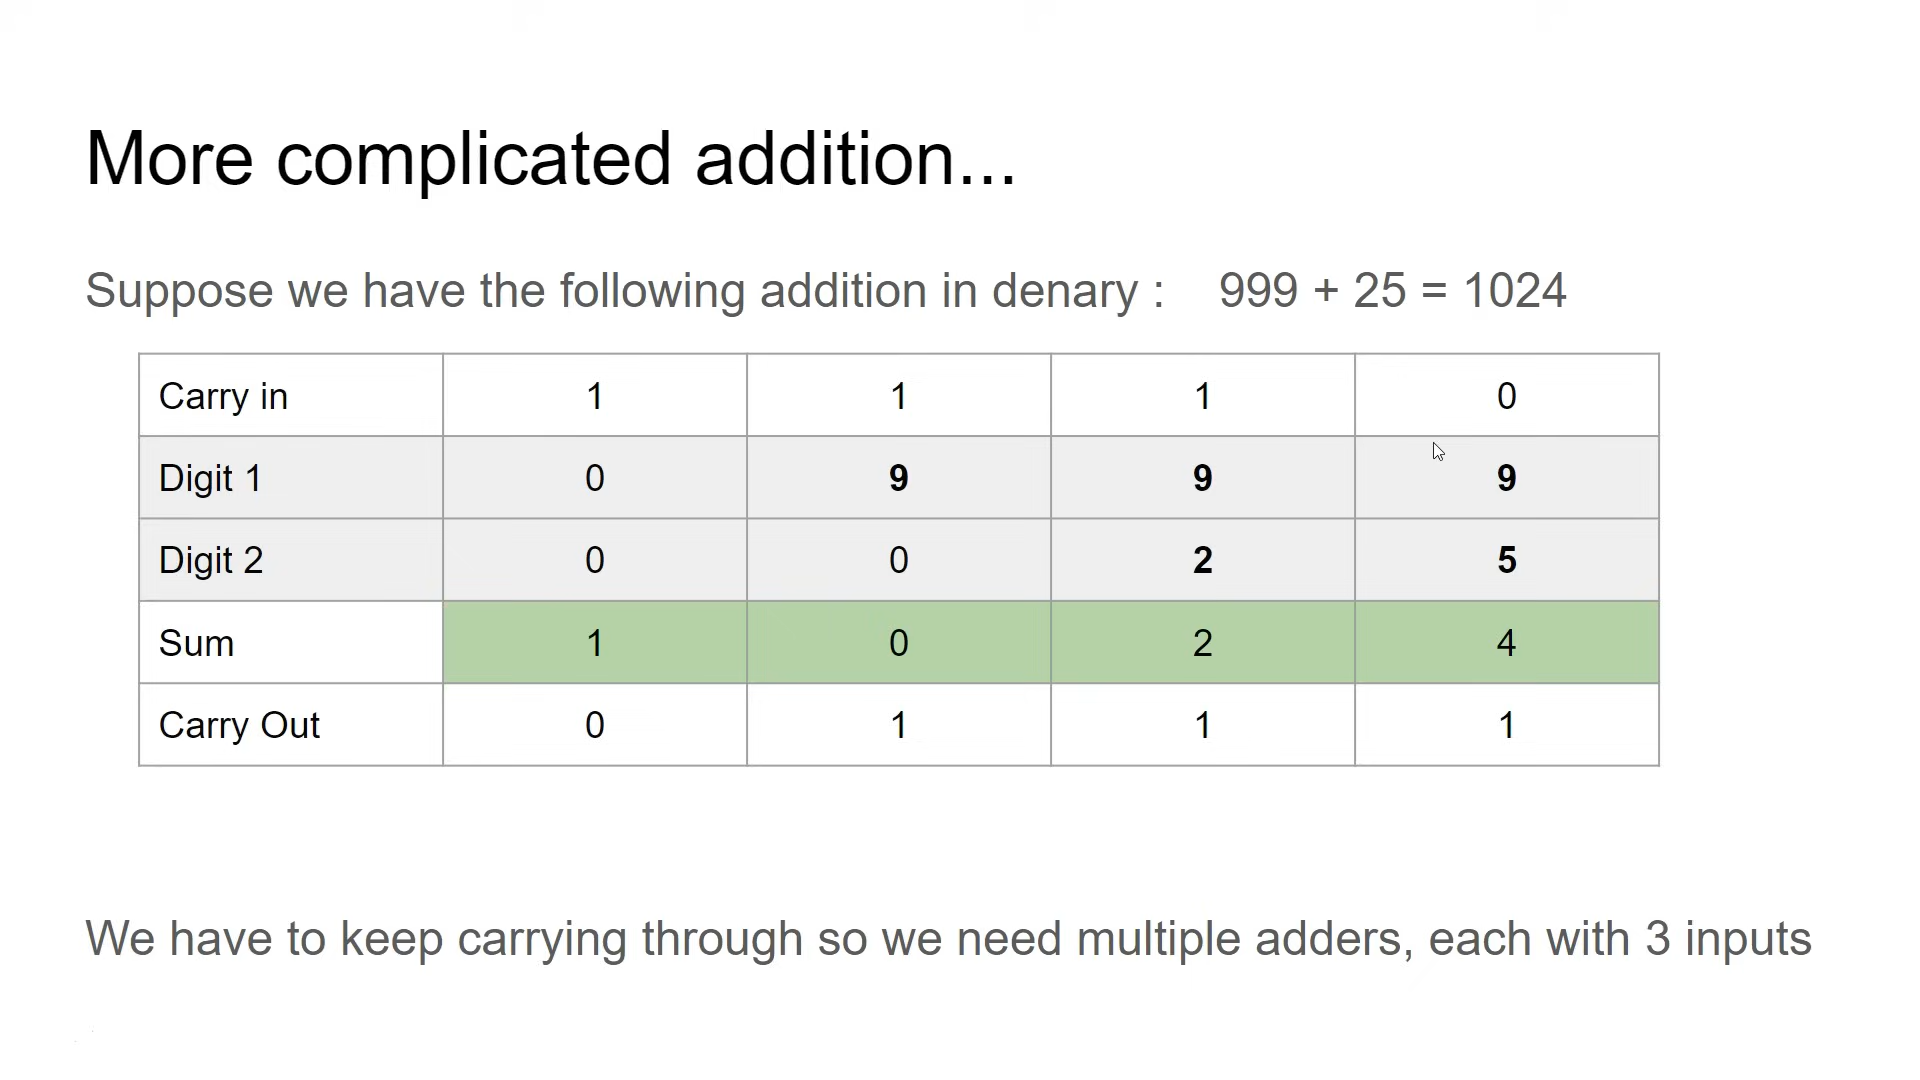 More complicated addition...
Suppose we have the following addition in denary : 999 + 25 = 1024
Carry in 1 1 1 0
Digit 1 0 9 9 9
Digit 2 0 0 2 5
Sum 1 0 2 4
Carry Out 0 1 1 1
We have to keep carrying through so we need multiple adders, each with 3 inputs